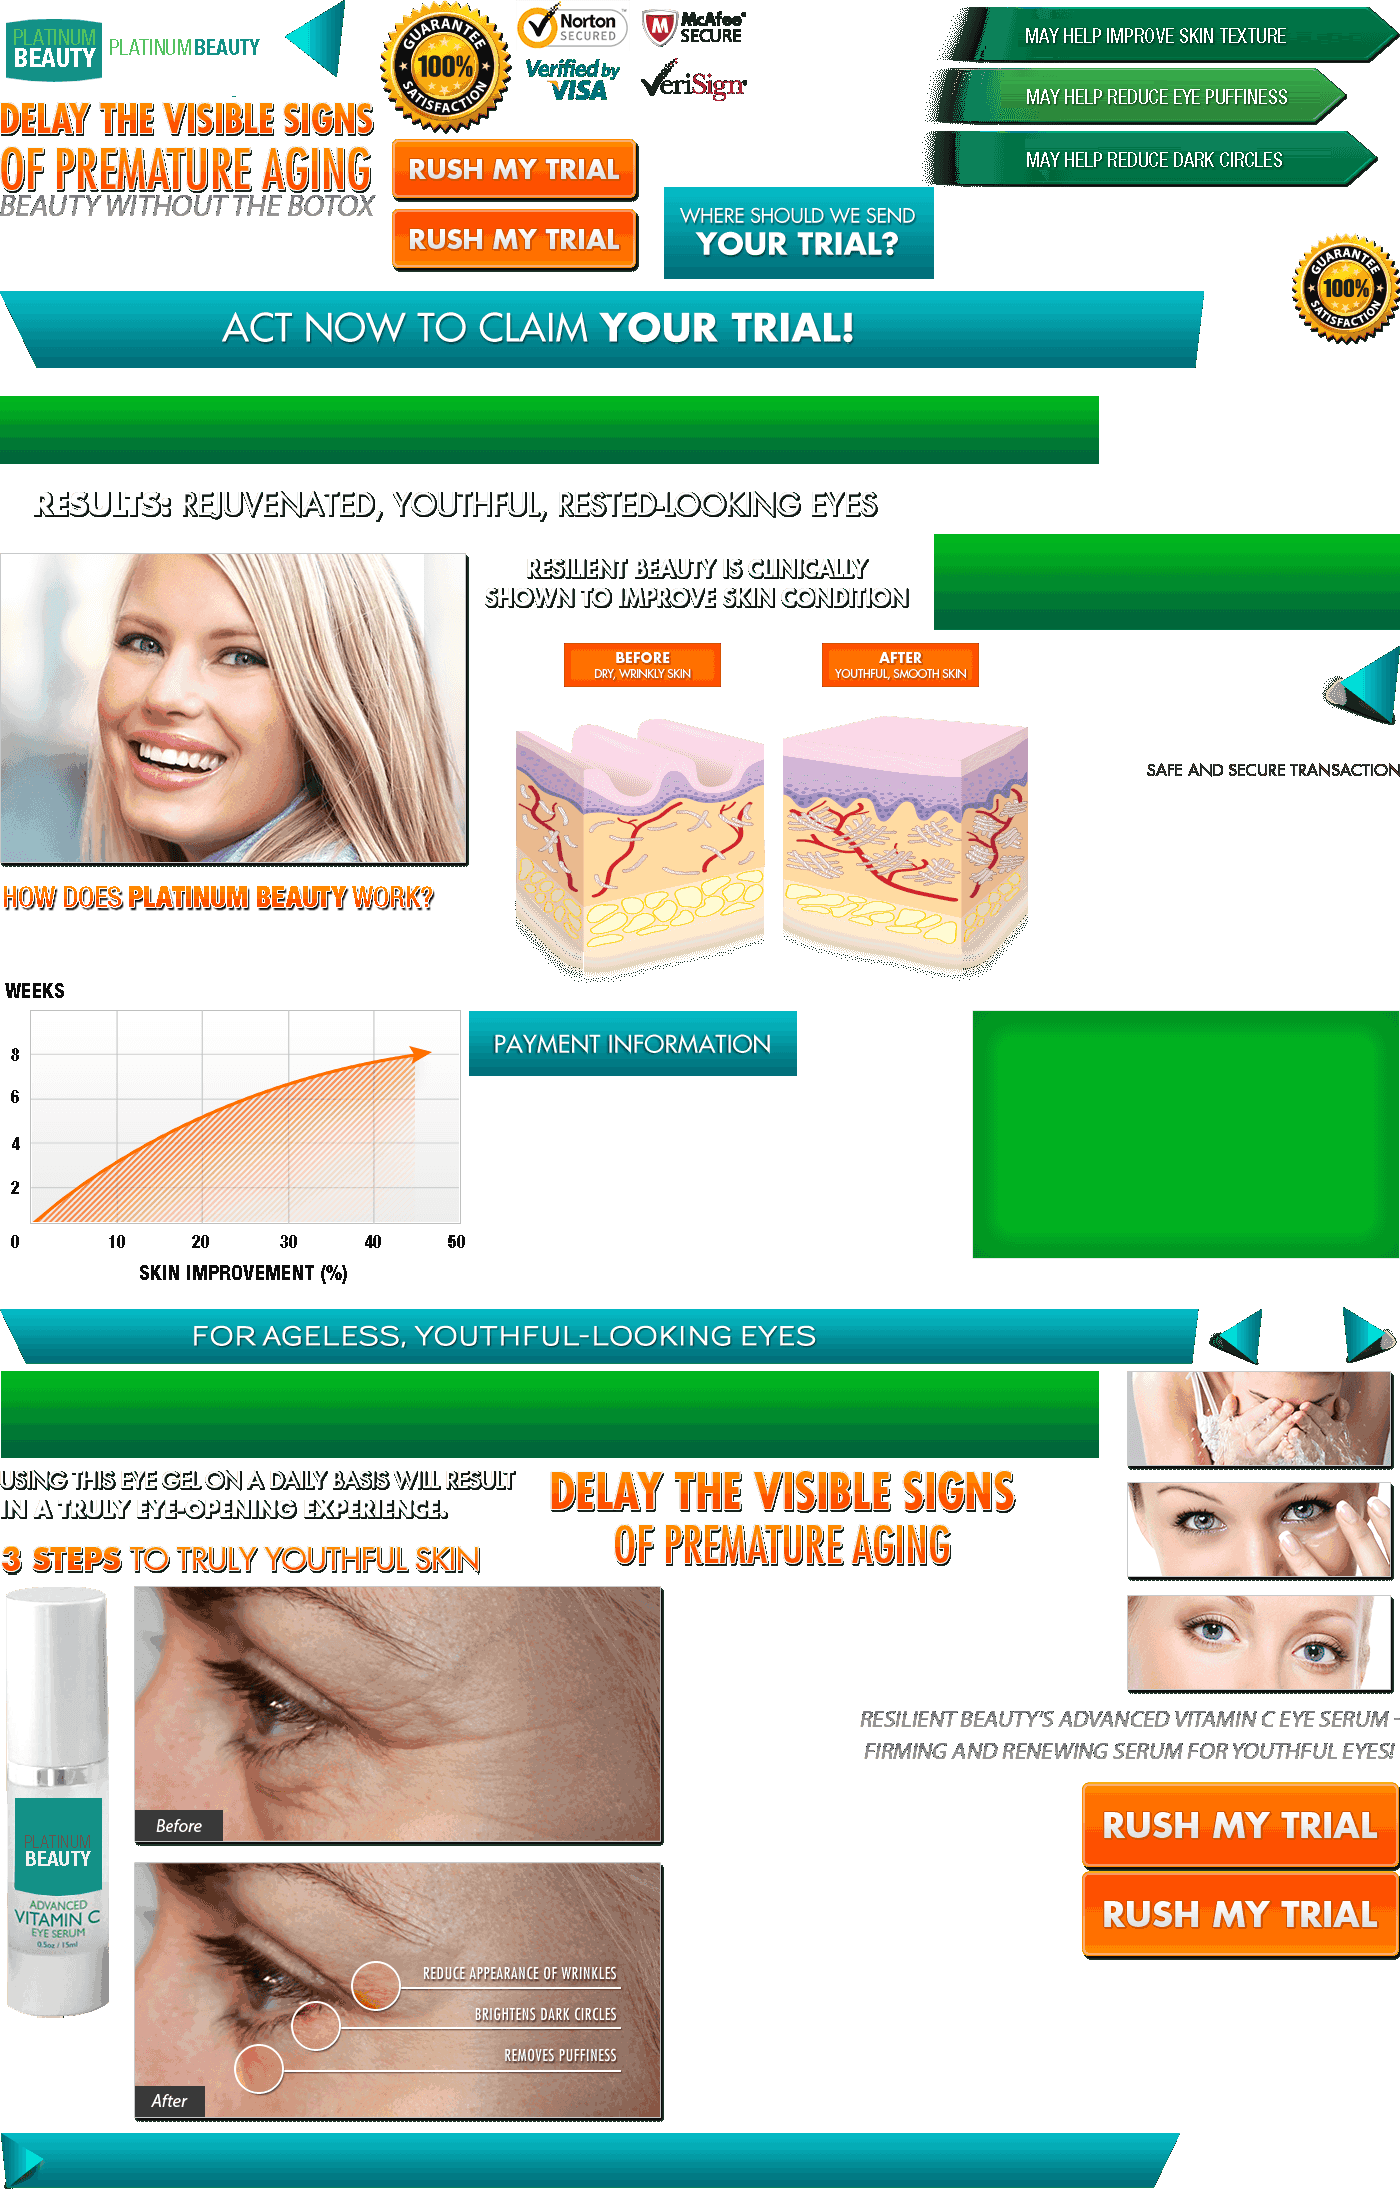 PLATINUM
BEAUTY
PLATINUMBEAUTY
GUARANTEE
100%
SATISFACTION
Norton
SECURED
McAfee
SECURE
Verified by
VISA
VeriSign
MAY HELP IMPROVE SKIN TEXTURE
MAY HELP REDUCE EYE PUFFINESS
MAY HELP REDUCE DARK CIRCLES
DELAY THE VISIBLE SIGNS
OF PREMATURE AGING
BEAUTY WITHOUT THE BOTOX
RUSH MY TRIAL
RUSH MY TRIAL
WHERE SHOULD WE SEND
YOUR TRIAL?
GUARANTEE
100%
SATISFACTION
ACT NOW TO CLAIM YOUR TRIAL!
RESULTS: REJUVENATED, YOUTHFUL, RESTED-LOOKING EYES
RESILIENT BEAUTY IS CLINICALLY
SHOWN TO IMPROVE SKIN CONDITION
BEFORE
DRY, WRINKLY SKIN
AFTER
YOUTHFUL, SMOOTH SKIN
SAFE AND SECURE TRANSACTION
HOW DOES PLATINUM BEAUTY WORK?
WEEKS
8
6
4
2
0 10 20 30 40 50
SKIN IMPROVEMENT (%)
PAYMENT INFORMATION
FOR AGELESS, YOUTHFUL-LOOKING EYES
USING THIS EYE GEL ON A DAILY BASIS WILL RESULT
IN A TRULY EYE-OPENING EXPERIENCE.
DELAY THE VISIBLE SIGNS
OF PREMATURE AGING
3 STEPS TO TRULY YOUTHFUL SKIN
Before
RESILIENT BEAUTY'S ADVANCED VITAMIN C EYE SERUM -
FIRMING AND RENEWING SERUM FOR YOUTHFUL EYES!
RUSH MY TRIAL
RUSH MY TRIAL
PLATINUM
BEAUTY
ADVANCED
VITAMIN C
EYE SERUM
0.5oz / 15ml
REDUCE APPEARANCE OF WRINKLES
BRIGHTENS DARK CIRCLES
REMOVES PUFFINESS
After